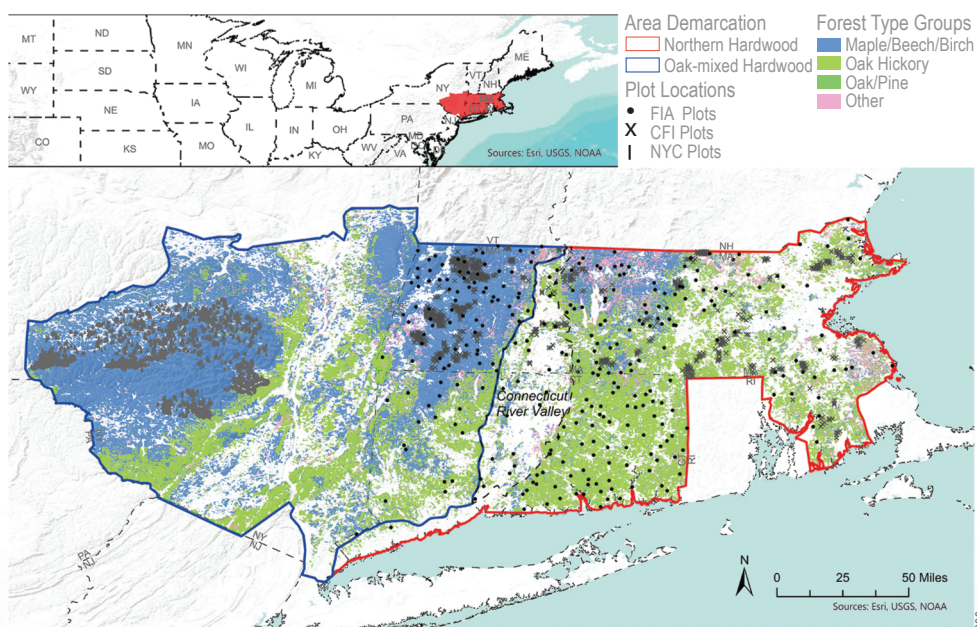 MT
ND
MN
ME
WY
SD
WI
VT
NH
NY
MI
NE
IA
PA
CO
IL
IN
OH
NJ
KS
MO
WV
MD
VA
KY
Sources: Esri, USGS, NOAA
Area Demarcation
Northern Hardwood
Oak-mixed Hardwood
Plot Locations
FIA Plots
CFI Plots
NYC Plots
Forest Type Groups
Maple/Beech/Birch
Oak Hickory
Oak/Pine
Other
VT
NH
RI
Connecticut
River Valley
NY
NJ
PA
NJ
N
0 25 50 Miles
Sources: Esri, USGS, NOAA